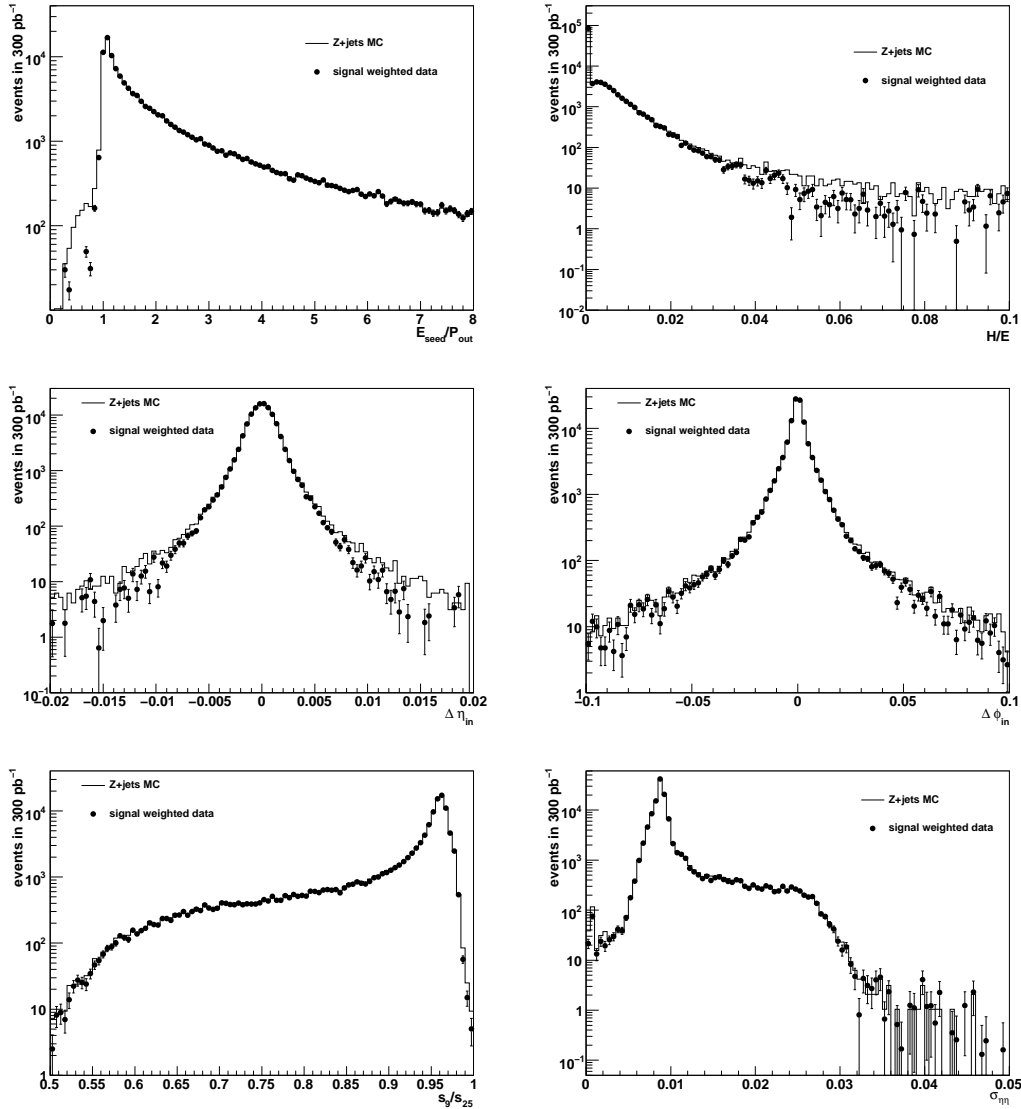 events in 300 pb⁻¹
Z+jets MC
signal weighted data
10⁴
10³
10²
0 1 2 3 4 5 6 7 8
E_seed/P_out
events in 300 pb⁻¹
Z+jets MC
signal weighted data
10⁵
10⁴
10³
10²
10
1
10⁻¹
10⁻²
0 0.02 0.04 0.06 0.08 0.1
H/E
events in 300 pb⁻¹
Z+jets MC
signal weighted data
10⁴
10³
10²
10
1
10⁻¹
−0.02 −0.015 −0.01 −0.005 0 0.005 0.01 0.015 0.02
Δ η_in
events in 300 pb⁻¹
Z+jets MC
signal weighted data
10⁴
10³
10²
10
1
−0.1 −0.05 0 0.05 0.1
Δ ϕ_in
events in 300 pb⁻¹
Z+jets MC
signal weighted data
10⁴
10³
10²
10
1
0.5 0.55 0.6 0.65 0.7 0.75 0.8 0.85 0.9 0.95 1
s₉/s₂₅
events in 300 pb⁻¹
Z+jets MC
signal weighted data
10⁴
10³
10²
10
1
10⁻¹
0 0.01 0.02 0.03 0.04 0.05
σ_ηη